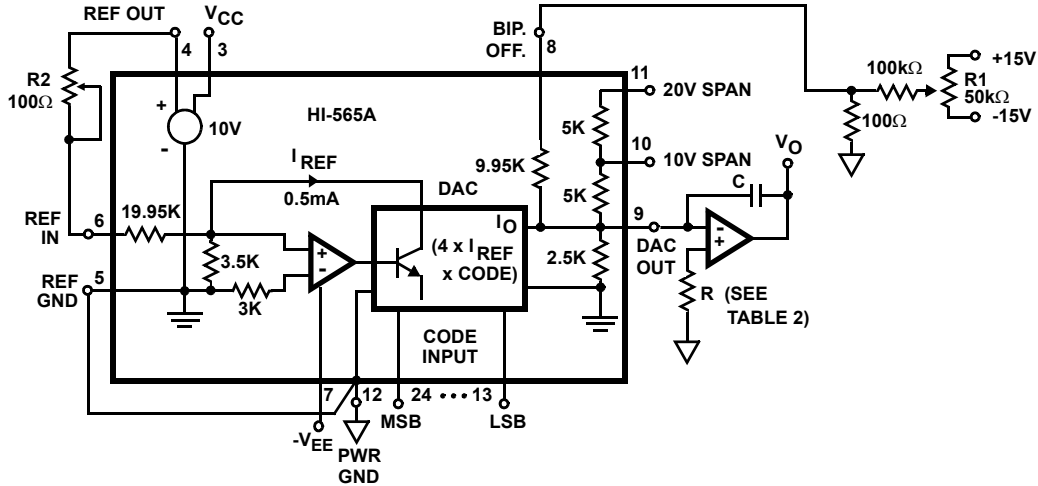 REF OUT
VCC
4
3
BIP.
OFF.
8
R2
100Ω
+
-
10V
HI-565A
11
20V SPAN
5K
10
10V SPAN
9.95K
5K
100kΩ
R1
50kΩ
+15V
-15V
100Ω
IREF
0.5mA
DAC
VO
C
REF
IN
6
19.95K
IO
9
DAC
OUT
-
+
3.5K
+
-
(4 x IREF
x CODE)
2.5K
REF
GND
5
3K
R (SEE
TABLE 2)
CODE
INPUT
7
12
24 ••• 13
-VEE
PWR
GND
MSB
LSB